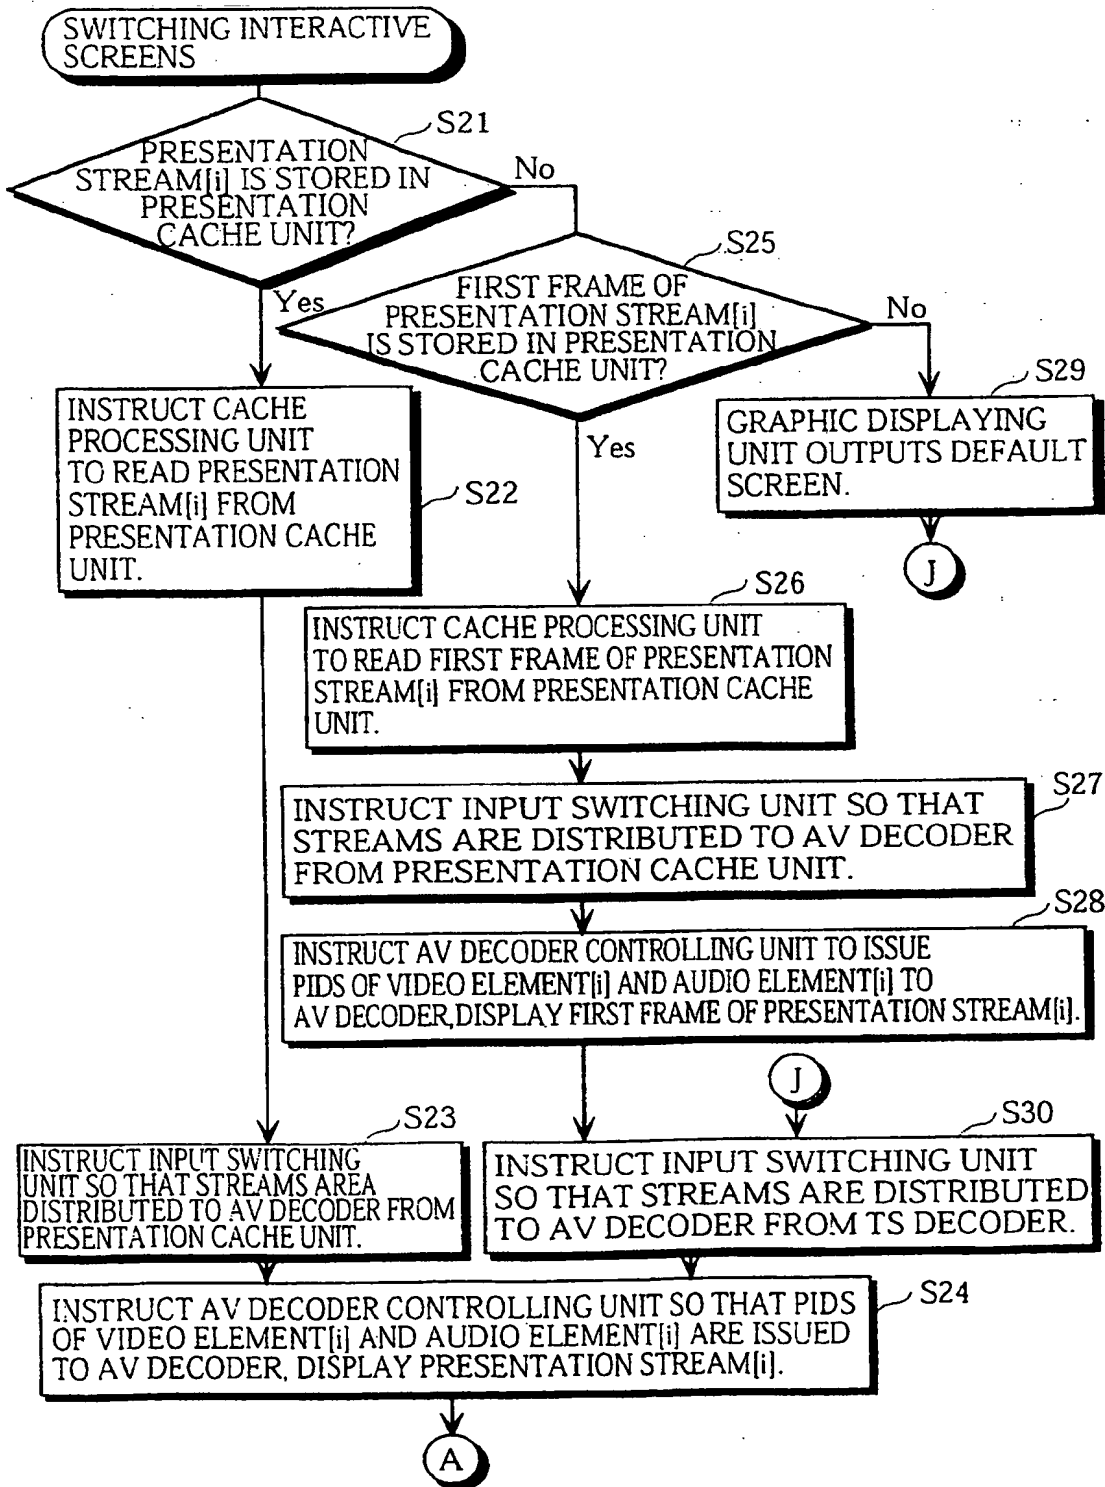 SWITCHING INTERACTIVE
SCREENS
S21
PRESENTATION
STREAM[i] IS STORED IN
PRESENTATION
CACHE UNIT?
No
Yes
S25
FIRST FRAME OF
PRESENTATION STREAM[i]
IS STORED IN PRESENTATION
CACHE UNIT?
No
Yes
S29
GRAPHIC DISPLAYING
UNIT OUTPUTS DEFAULT
SCREEN.
J
INSTRUCT CACHE
PROCESSING UNIT
TO READ PRESENTATION
STREAM[i] FROM
PRESENTATION CACHE
UNIT.
S22
S26
INSTRUCT CACHE PROCESSING UNIT
TO READ FIRST FRAME OF PRESENTATION
STREAM[i] FROM PRESENTATION CACHE
UNIT.
S27
INSTRUCT INPUT SWITCHING UNIT SO THAT
STREAMS ARE DISTRIBUTED TO AV DECODER
FROM PRESENTATION CACHE UNIT.
S28
INSTRUCT AV DECODER CONTROLLING UNIT TO ISSUE
PIDS OF VIDEO ELEMENT[i] AND AUDIO ELEMENT[i] TO
AV DECODER,DISPLAY FIRST FRAME OF PRESENTATION STREAM[i].
J
S23
INSTRUCT INPUT SWITCHING
UNIT SO THAT STREAMS AREA
DISTRIBUTED TO AV DECODER FROM
PRESENTATION CACHE UNIT.
S30
INSTRUCT INPUT SWITCHING UNIT
SO THAT STREAMS ARE DISTRIBUTED
TO AV DECODER FROM TS DECODER.
S24
INSTRUCT AV DECODER CONTROLLING UNIT SO THAT PIDS
OF VIDEO ELEMENT[i] AND AUDIO ELEMENT[i] ARE ISSUED
TO AV DECODER, DISPLAY PRESENTATION STREAM[i].
A